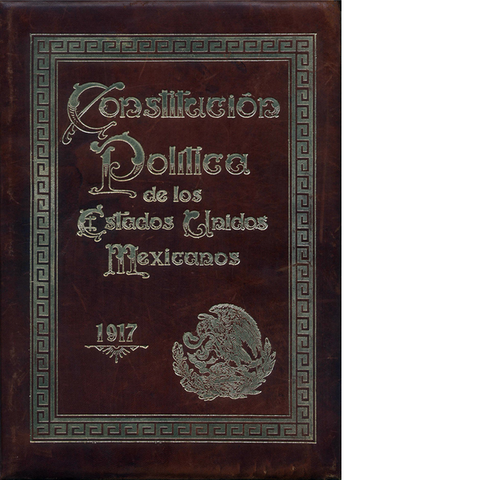 Constitución
Política
de los
Estados Unidos
Mexicanos
1917